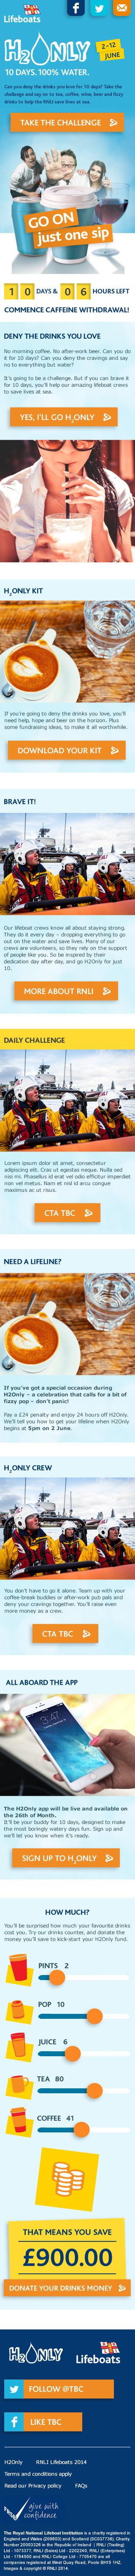 Lifeboats
H2ONLY
2-12
JUNE
10 DAYS. 100% WATER.
Can you deny the drinks you love for 10 days? Take the
challenge and say no to tea, coffee, wine, beer and fizzy
drinks to help the RNLI save lives at sea.
TAKE THE CHALLENGE
GO ON
just one sip
10 DAYS & 06 HOURS LEFT
COMMENCE CAFFEINE WITHDRAWAL!
DENY THE DRINKS YOU LOVE
No morning coffee. No after-work beer. Can you do
it for 10 days? Can you brave the cravings and say
no to everything but water?
It's going to be a challenge. But if you can brave it
for 10 days, you'll help our amazing lifeboat crews
to save lives at sea.
YES, I'LL GO H2ONLY
H2ONLY KIT
If you're going to deny the drinks you love, you'll
need help, hope and beer on the horizon. Plus
some fundraising ideas, to make it all worthwhile.
DOWNLOAD YOUR KIT
BRAVE IT!
Our lifeboat crews know all about staying strong.
They do it every day – dropping everything to go
out on the water and save lives. Many of our
crews are volunteers, so they rely on the support
of people like you. So be inspired by their
dedication day after day, and go H2Only for just
10.
MORE ABOUT RNLI
DAILY CHALLENGE
Lorem ipsum dolor sit amet, consectetur
adipiscing elit. Cras ut egestas neque. Nulla sed
nisi mi. Phasellus id erat vel odio efficitur imperdiet
vitae vel metus. Nam et nisl id arcu congue
maximus ac ut risus.
CTA TBC
NEED A LIFELINE?
If you've got a special occasion during
H2Only – a celebration that calls for a bit of
fizzy pop – don't panic!
Pay a £24 penalty and enjoy 24 hours off H2Only.
We'll tell you how to get your lifeline when H2Only
begins at 5pm on 2 June.
H2ONLY CREW
You don't have to go it alone. Team up with your
coffee-break buddies or after-work pub pals and
beat your cravings together. You'll raise even
more money as a crew.
CTA TBC
ALL ABOARD THE APP
The H2Only app will be live and available on
the 26th of Month.
It'll be your buddy for 10 days, designed to make
the most boringly watery days fun. Sign up and
we'll let you know when it's ready.
SIGN UP TO H2ONLY
HOW MUCH?
You'll be surprised how much your favourite drinks
cost you. Try our drinks counter, and donate the
money you'll save to kick-start your H2Only fund.
PINTS 2
POP 10
JUICE 6
TEA 80
COFFEE 41
THAT MEANS YOU SAVE
£900.00
DONATE YOUR DRINKS MONEY
H2ONLY
Lifeboats
FOLLOW @TBC
LIKE TBC
H2Only RNLI Lifeboats 2014
Terms and conditions apply
Read our Privacy policy FAQs
give with
confidence
The Royal National Lifeboat Institution is a charity registered in
England and Wales (209603) and Scotland (SC037736). Charity
Number 20003326 in the Republic of Ireland | RNLI (Trading)
Ltd - 1073377, RNLI (Sales) Ltd - 2202240, RNLI (Enterprises)
Ltd - 1784500 and RNLI College Ltd - 7705470 are all
companies registered at West Quay Road, Poole BH15 1HZ.
Images & copyright © RNLI 2014.